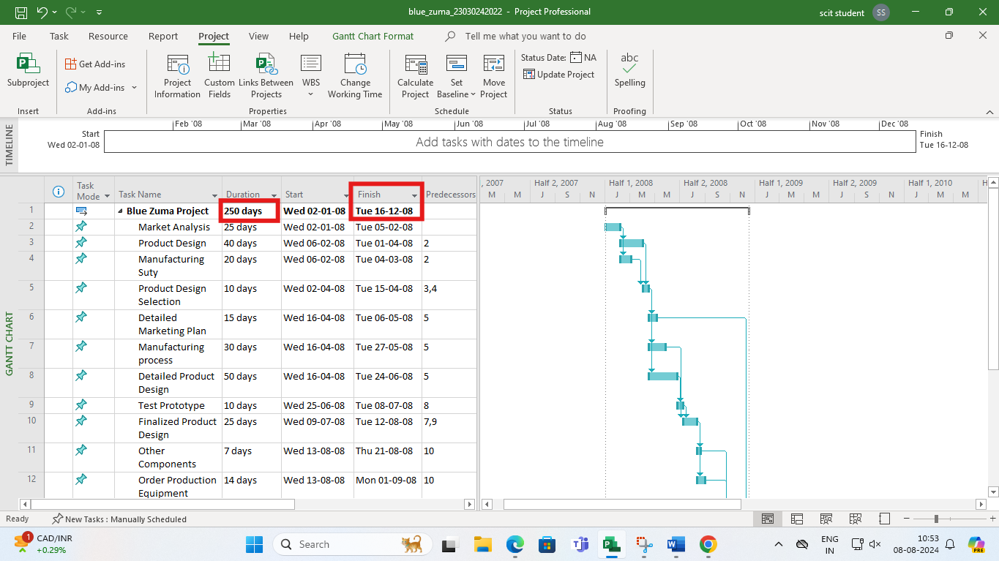 blue_zuma_23030242022 - Project Professional
scit student SS
File Task Resource Report Project View Help Gantt Chart Format Tell me what you want to do
Subproject
Get Add-ins
My Add-ins
Project Information
Custom Fields
Links Between Projects
WBS
Change Working Time
Calculate Project
Set Baseline
Move Project
Status Date: NA
Update Project
abc
Spelling
Insert Add-ins Properties Schedule Status Proofing
TIMELINE
Feb '08 Mar '08 Apr '08 May '08 Jun '08 Jul '08 Aug '08 Sep '08 Oct '08 Nov '08 Dec '08
Start
Wed 02-01-08
Add tasks with dates to the timeline
Finish
Tue 16-12-08
GANTT CHART
Task Mode Task Name Duration Start Finish Predecessors
, 2007 Half 2, 2007 Half 1, 2008 Half 2, 2008 Half 1, 2009 Half 2, 2009 Half 1, 2010 H
M M J S N J M M J S N J M M J S N J M M J
1 Blue Zuma Project 250 days Wed 02-01-08 Tue 16-12-08
2 Market Analysis 25 days Wed 02-01-08 Tue 05-02-08
3 Product Design 40 days Wed 06-02-08 Tue 01-04-08 2
4 Manufacturing Suty 20 days Wed 06-02-08 Tue 04-03-08 2
5 Product Design Selection 10 days Wed 02-04-08 Tue 15-04-08 3,4
6 Detailed Marketing Plan 15 days Wed 16-04-08 Tue 06-05-08 5
7 Manufacturing process 30 days Wed 16-04-08 Tue 27-05-08 5
8 Detailed Product Design 50 days Wed 16-04-08 Tue 24-06-08 5
9 Test Prototype 10 days Wed 25-06-08 Tue 08-07-08 8
10 Finalized Product Design 25 days Wed 09-07-08 Tue 12-08-08 7,9
11 Other Components 7 days Wed 13-08-08 Thu 21-08-08 10
12 Order Production Equipment 14 days Wed 13-08-08 Mon 01-09-08 10
Ready New Tasks : Manually Scheduled
1 CAD/INR
+0.29%
Search
ENG
IN
10:53
08-08-2024
PRE